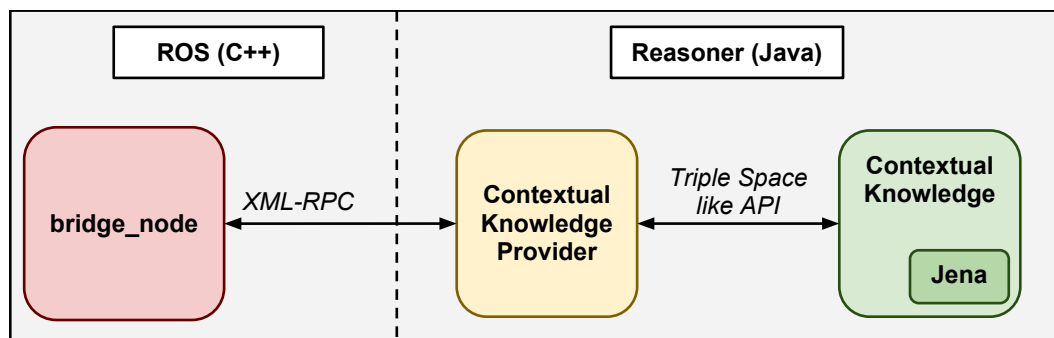 ROS (C++)
Reasoner (Java)
bridge_node
XML-RPC
Contextual
Knowledge
Provider
Triple Space
like API
Contextual
Knowledge
Jena